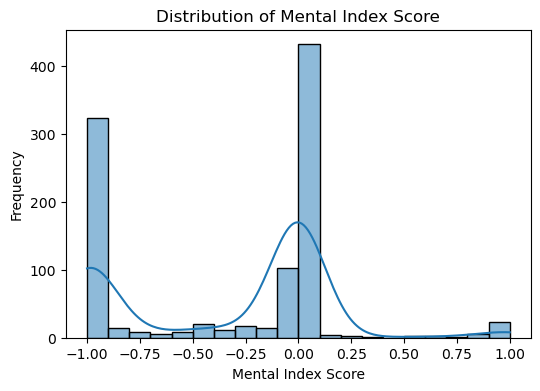 Distribution of Mental Index Score
Frequency
400
300
200
100
0
−1.00 −0.75 −0.50 −0.25 0.00 0.25 0.50 0.75 1.00
Mental Index Score